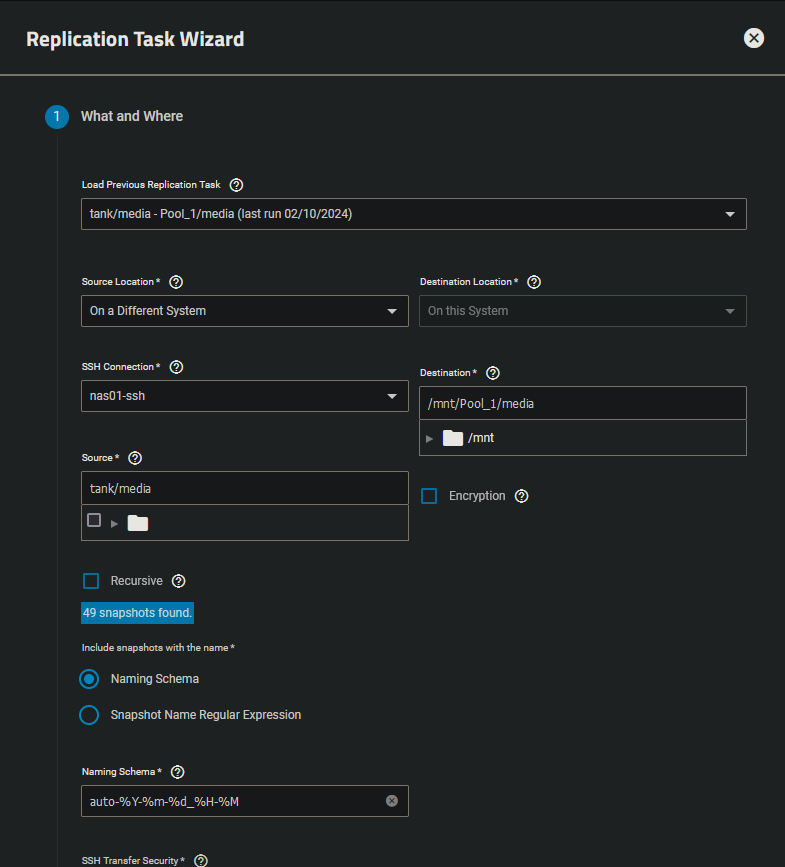 Replication Task Wizard
1 What and Where
Load Previous Replication Task
tank/media - Pool_1/media (last run 02/10/2024)
Source Location * Destination Location *
On a Different System On this System
SSH Connection * Destination *
nas01-ssh /mnt/Pool_1/media
/mnt
Source *
tank/media
Encryption
Recursive
49 snapshots found.
Include snapshots with the name *
Naming Schema
Snapshot Name Regular Expression
Naming Schema *
auto-%Y-%m-%d_%H-%M
SSH Transfer Security *